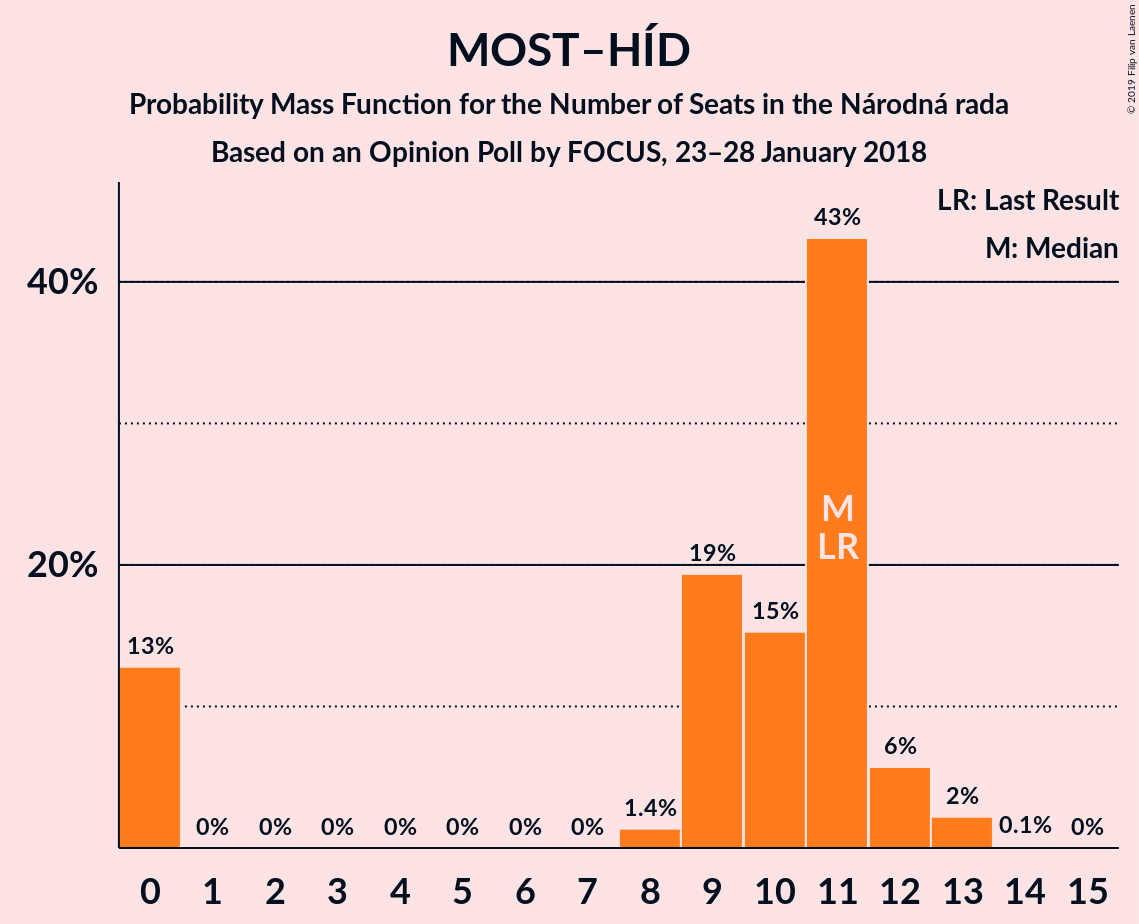 MOST–HÍD
Probability Mass Function for the Number of Seats in the Národná rada
Based on an Opinion Poll by FOCUS, 23–28 January 2018
© 2019 Filip van Laenen
LR: Last Result
M: Median
40%
20%
13%
0%
0%
0%
0%
0%
0%
0%
1.4%
19%
15%
43%
M
LR
6%
2%
0.1%
0%
0 1 2 3 4 5 6 7 8 9 10 11 12 13 14 15